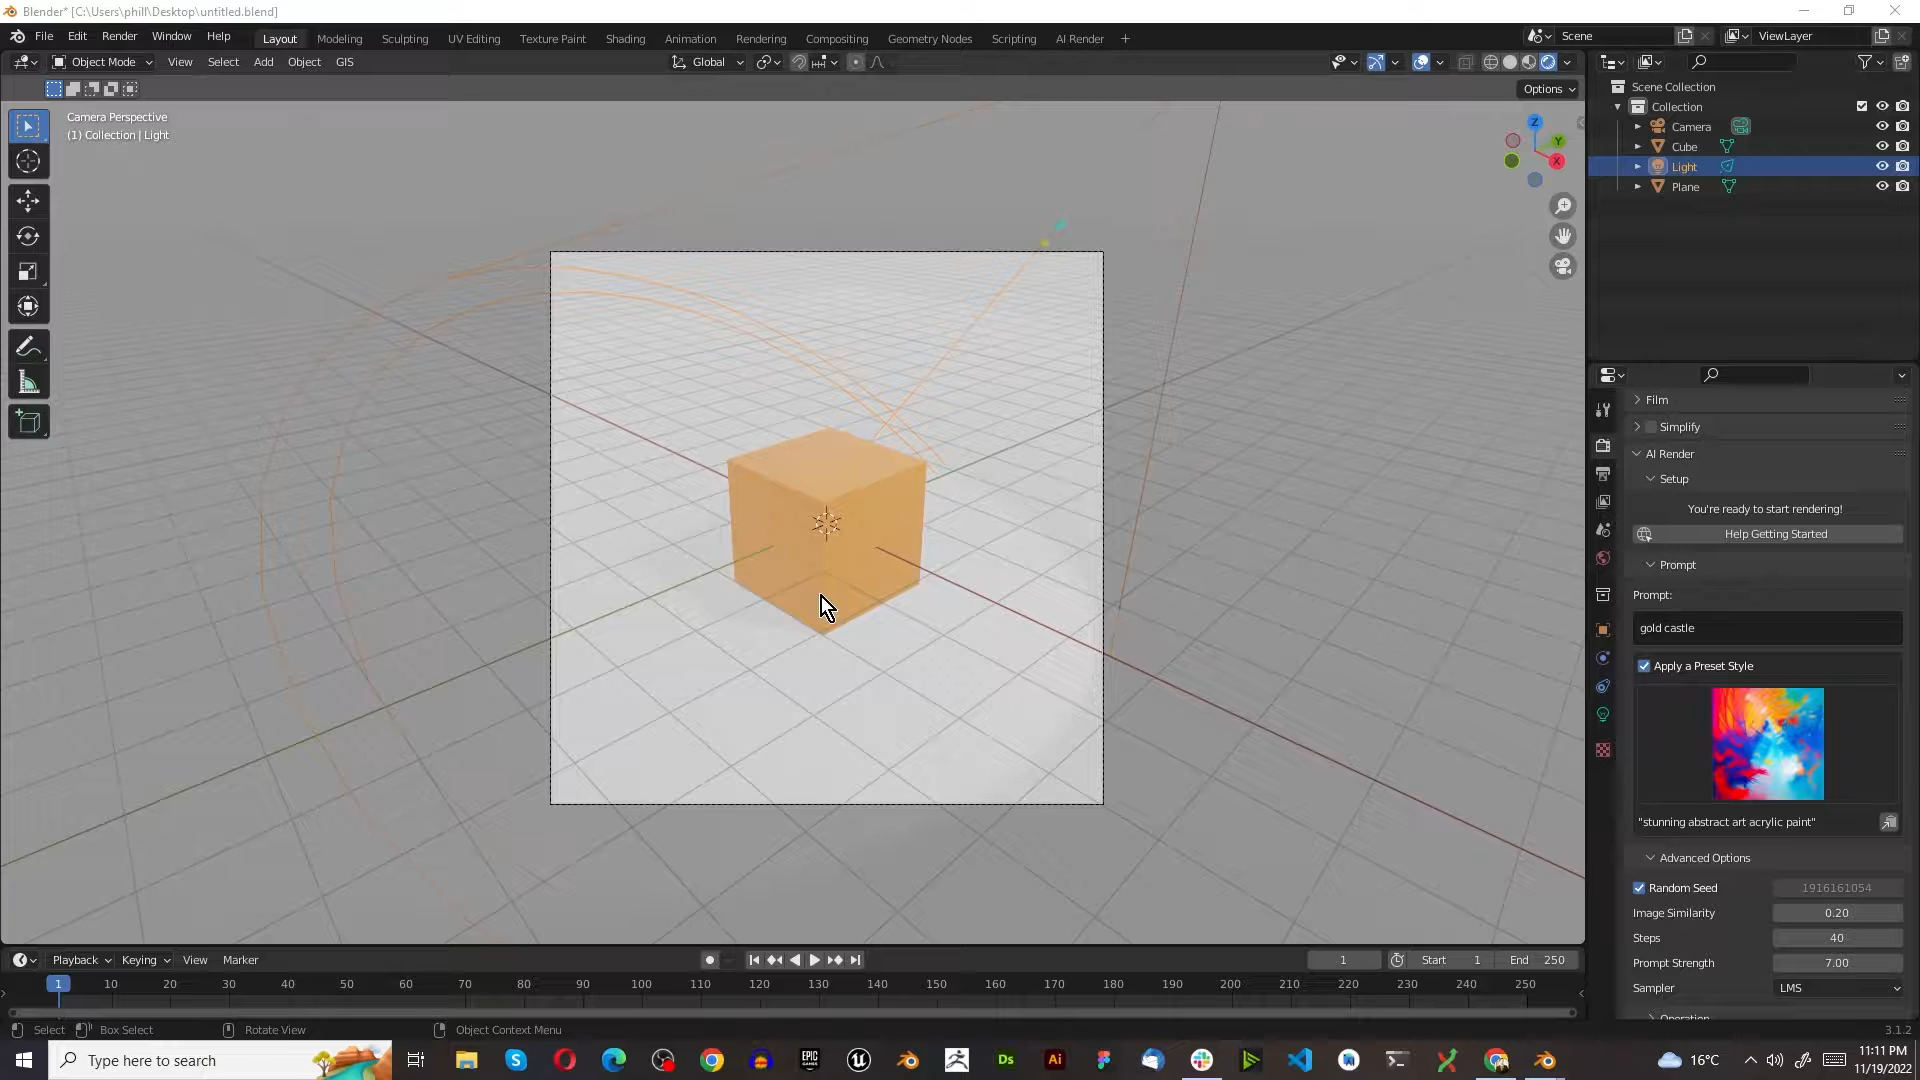 Blender* [C:\Users\phill\Desktop\untitled.blend]
File Edit Render Window Help Layout Modeling Sculpting UV Editing Texture Paint Shading Animation Rendering Compositing Geometry Nodes Scripting AI Render + Scene ViewLayer
Object Mode View Select Add Object GIS Global
Options
Camera Perspective
(1) Collection | Light
Z
Y
X
Scene Collection
Collection
Camera
Cube
Light
Plane
Film
Simplify
AI Render
Setup
You're ready to start rendering!
Help Getting Started
Prompt
Prompt:
gold castle
Apply a Preset Style
"stunning abstract art acrylic paint"
Advanced Options
Random Seed 1916161054
Image Similarity 0.20
Steps 40
Prompt Strength 7.00
Sampler LMS
Operation
Playback Keying View Marker 1 Start 1 End 250
1 10 20 30 40 50 60 70 80 90 100 110 120 130 140 150 160 170 180 190 200 210 220 230 240 250
Select Box Select Rotate View Object Context Menu 3.1.2
Type here to search
S
EPIC GAMES
Ds
Ai
16°C
11:11 PM
11/19/2022